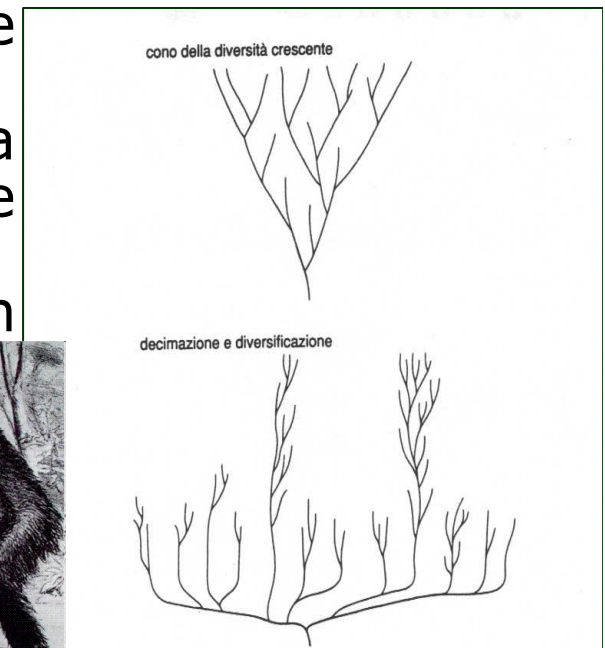 e
a
e
n
cono della diversità crescente
decimazione e diversificazione